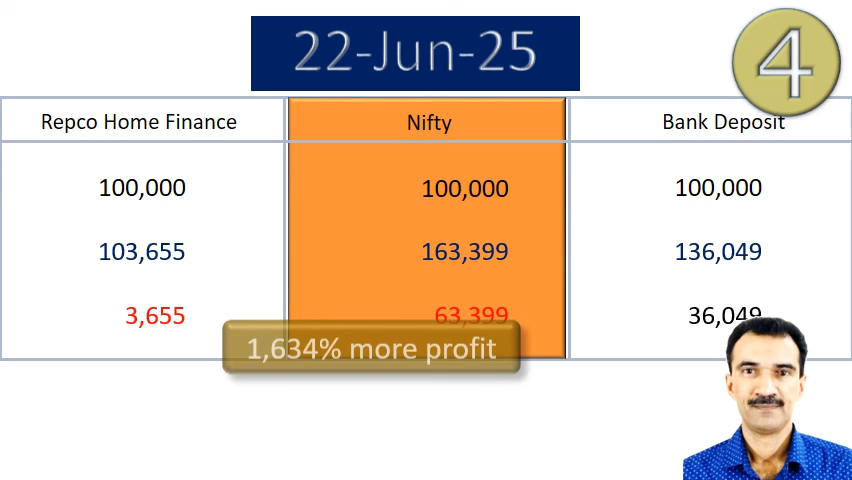 22-Jun-25
4
Repco Home Finance Nifty Bank Deposit
100,000 100,000 100,000
103,655 163,399 136,049
3,655 63,399 36,049
1,634% more profit